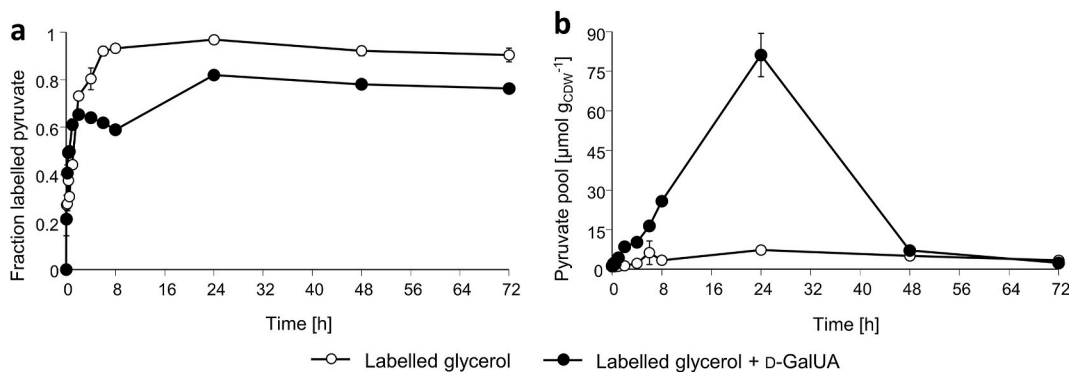 a
Fraction labelled pyruvate
1
0.8
0.6
0.4
0.2
0
0 8 16 24 32 40 48 56 64 72
Time [h]
b
Pyruvate pool [µmol gCDW-1]
90
75
60
45
30
15
0
0 8 16 24 32 40 48 56 64 72
Time [h]
Labelled glycerol Labelled glycerol + D-GalUA